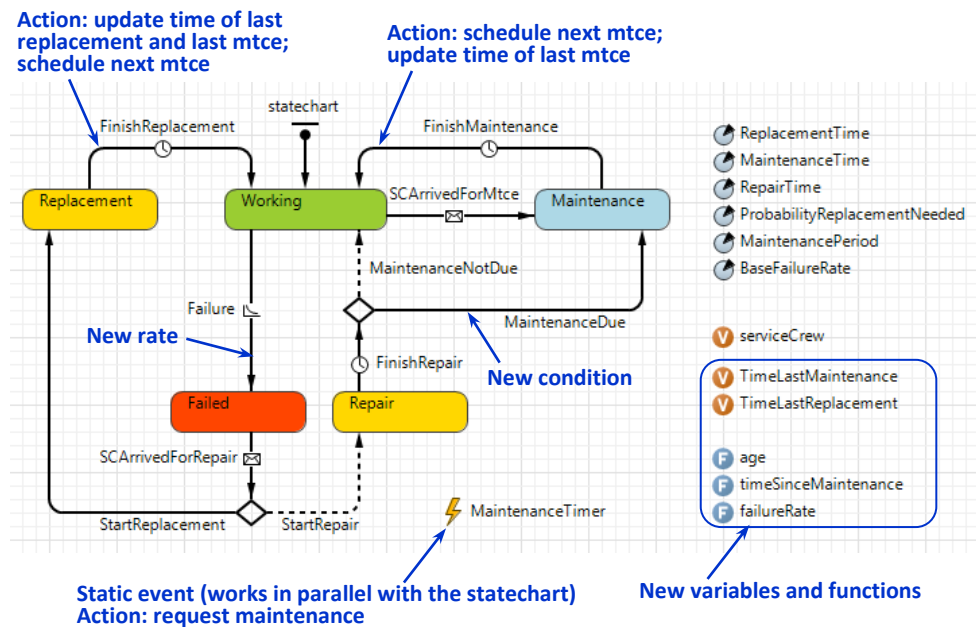 Action: update time of last
replacement and last mtce;
schedule next mtce
Action: schedule next mtce;
update time of last mtce
statechart
FinishReplacement
FinishMaintenance
Replacement
Working
SCArrivedForMtce
Maintenance
MaintenanceNotDue
Failure
MaintenanceDue
New rate
FinishRepair
New condition
Failed
Repair
SCArrivedForRepair
StartReplacement
StartRepair
MaintenanceTimer
ReplacementTime
MaintenanceTime
RepairTime
ProbabilityReplacementNeeded
MaintenancePeriod
BaseFailureRate
V serviceCrew
V TimeLastMaintenance
V TimeLastReplacement
F age
F timeSinceMaintenance
F failureRate
Static event (works in parallel with the statechart)
Action: request maintenance
New variables and functions